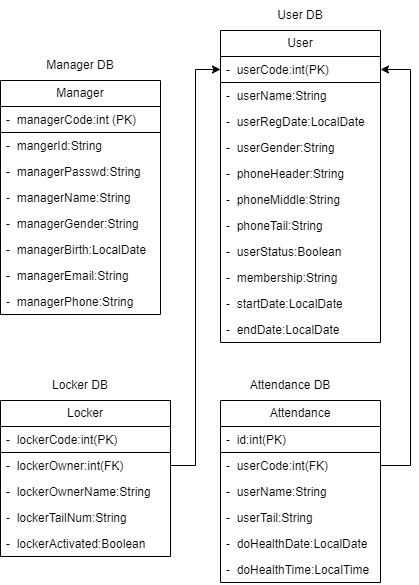 User DB
User
- userCode:int(PK)
- userName:String
- userRegDate:LocalDate
- userGender:String
- phoneHeader:String
- phoneMiddle:String
- phoneTail:String
- userStatus:Boolean
- membership:String
- startDate:LocalDate
- endDate:LocalDate
Manager DB
Manager
- managerCode:int (PK)
- mangerId:String
- managerPasswd:String
- managerName:String
- managerGender:String
- managerBirth:LocalDate
- managerEmail:String
- managerPhone:String
Locker DB
Locker
- lockerCode:int(PK)
- lockerOwner:int(FK)
- lockerOwnerName:String
- lockerTailNum:String
- lockerActivated:Boolean
Attendance DB
Attendance
- id:int(PK)
- userCode:int(FK)
- userName:String
- userTail:String
- doHealthDate:LocalDate
- doHealthTime:LocalTime